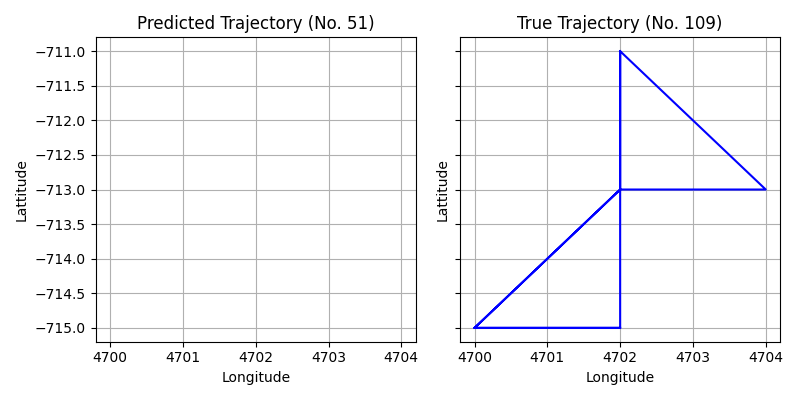 Predicted Trajectory (No. 51)
Lattitude
−711.0
−711.5
−712.0
−712.5
−713.0
−713.5
−714.0
−714.5
−715.0
4700 4701 4702 4703 4704
Longitude
True Trajectory (No. 109)
Lattitude
4700 4701 4702 4703 4704
Longitude